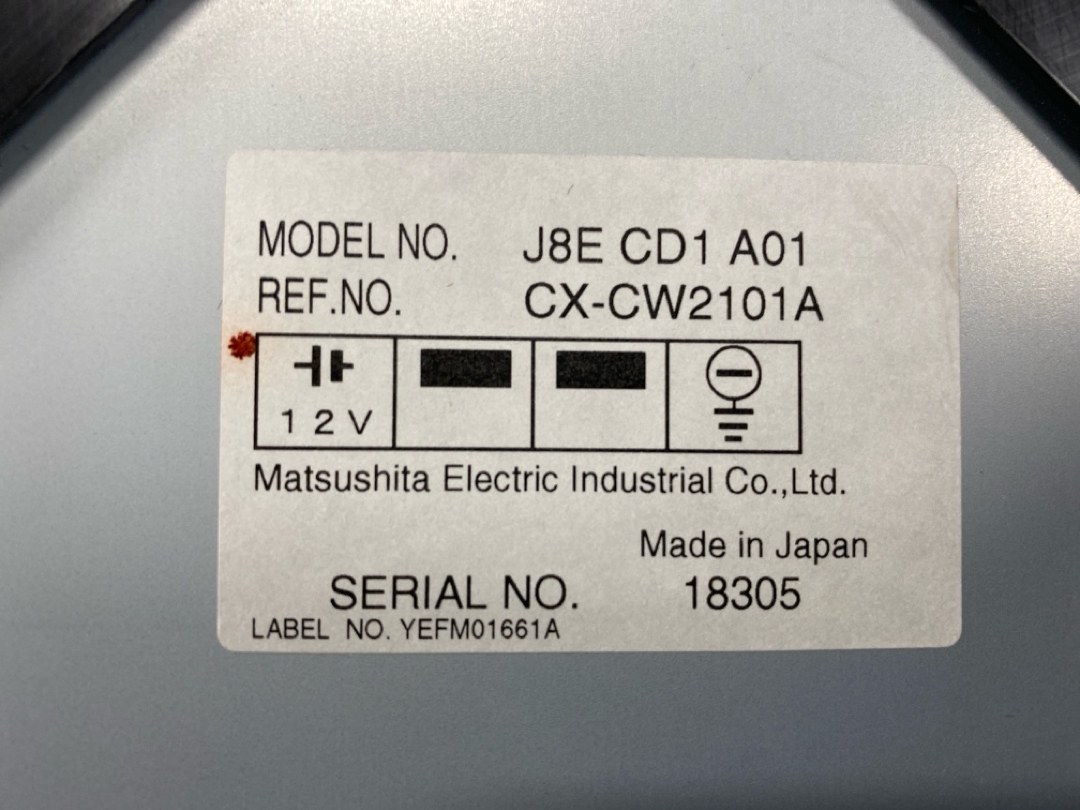 MODEL NO. J8E CD1 A01
REF.NO. CX-CW2101A
12V
Matsushita Electric Industrial Co.,Ltd.
Made in Japan
SERIAL NO. 18305
LABEL NO. YEFM01661A